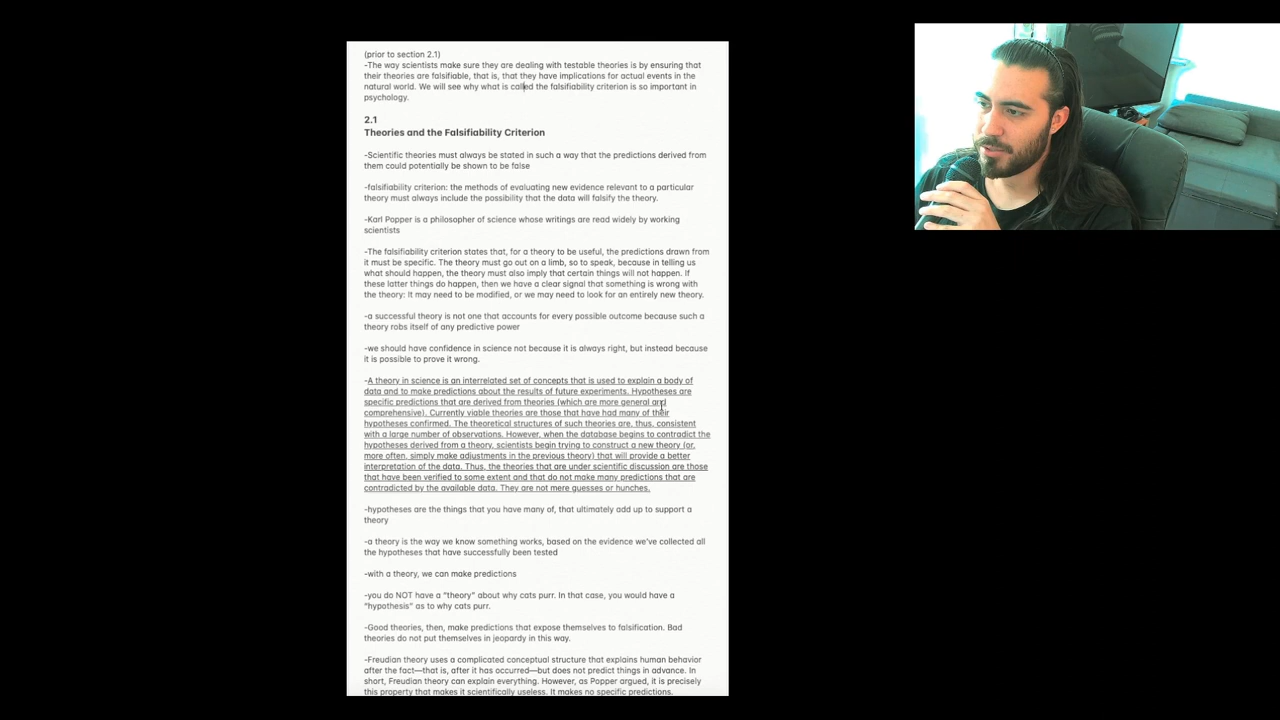 (prior to section 2.1)
-The way scientists make sure they are dealing with testable theories is by ensuring that
their theories are falsifiable, that is, that they have implications for actual events in the
natural world. We will see why what is called the falsifiability criterion is so important in
psychology.
2.1
Theories and the Falsifiability Criterion
-Scientific theories must always be stated in such a way that the predictions derived from
them could potentially be shown to be false
-falsifiability criterion: the methods of evaluating new evidence relevant to a particular
theory must always include the possibility that the data will falsify the theory.
-Karl Popper is a philosopher of science whose writings are read widely by working
scientists
-The falsifiability criterion states that, for a theory to be useful, the predictions drawn from
it must be specific. The theory must go out on a limb, so to speak, because in telling us
what should happen, the theory must also imply that certain things will not happen. If
these latter things do happen, then we have a clear signal that something is wrong with
the theory: It may need to be modified, or we may need to look for an entirely new theory.
-a successful theory is not one that accounts for every possible outcome because such a
theory robs itself of any predictive power
-we should have confidence in science not because it is always right, but instead because
it is possible to prove it wrong.
-A theory in science is an interrelated set of concepts that is used to explain a body of
data and to make predictions about the results of future experiments. Hypotheses are
specific predictions that are derived from theories (which are more general and
comprehensive). Currently viable theories are those that have had many of their
hypotheses confirmed. The theoretical structures of such theories are, thus, consistent
with a large number of observations. However, when the database begins to contradict the
hypotheses derived from a theory, scientists begin trying to construct a new theory (or,
more often, simply make adjustments in the previous theory) that will provide a better
interpretation of the data. Thus, the theories that are under scientific discussion are those
that have been verified to some extent and that do not make many predictions that are
contradicted by the available data. They are not mere guesses or hunches.
-hypotheses are the things that you have many of, that ultimately add up to support a
theory
-a theory is the way we know something works, based on the evidence we've collected all
the hypotheses that have successfully been tested
-with a theory, we can make predictions
-you do NOT have a "theory" about why cats purr. In that case, you would have a
"hypothesis" as to why cats purr.
-Good theories, then, make predictions that expose themselves to falsification. Bad
theories do not put themselves in jeopardy in this way.
-Freudian theory uses a complicated conceptual structure that explains human behavior
after the fact—that is, after it has occurred—but does not predict things in advance. In
short, Freudian theory can explain everything. However, as Popper argued, it is precisely
this property that makes it scientifically useless. It makes no specific predictions.